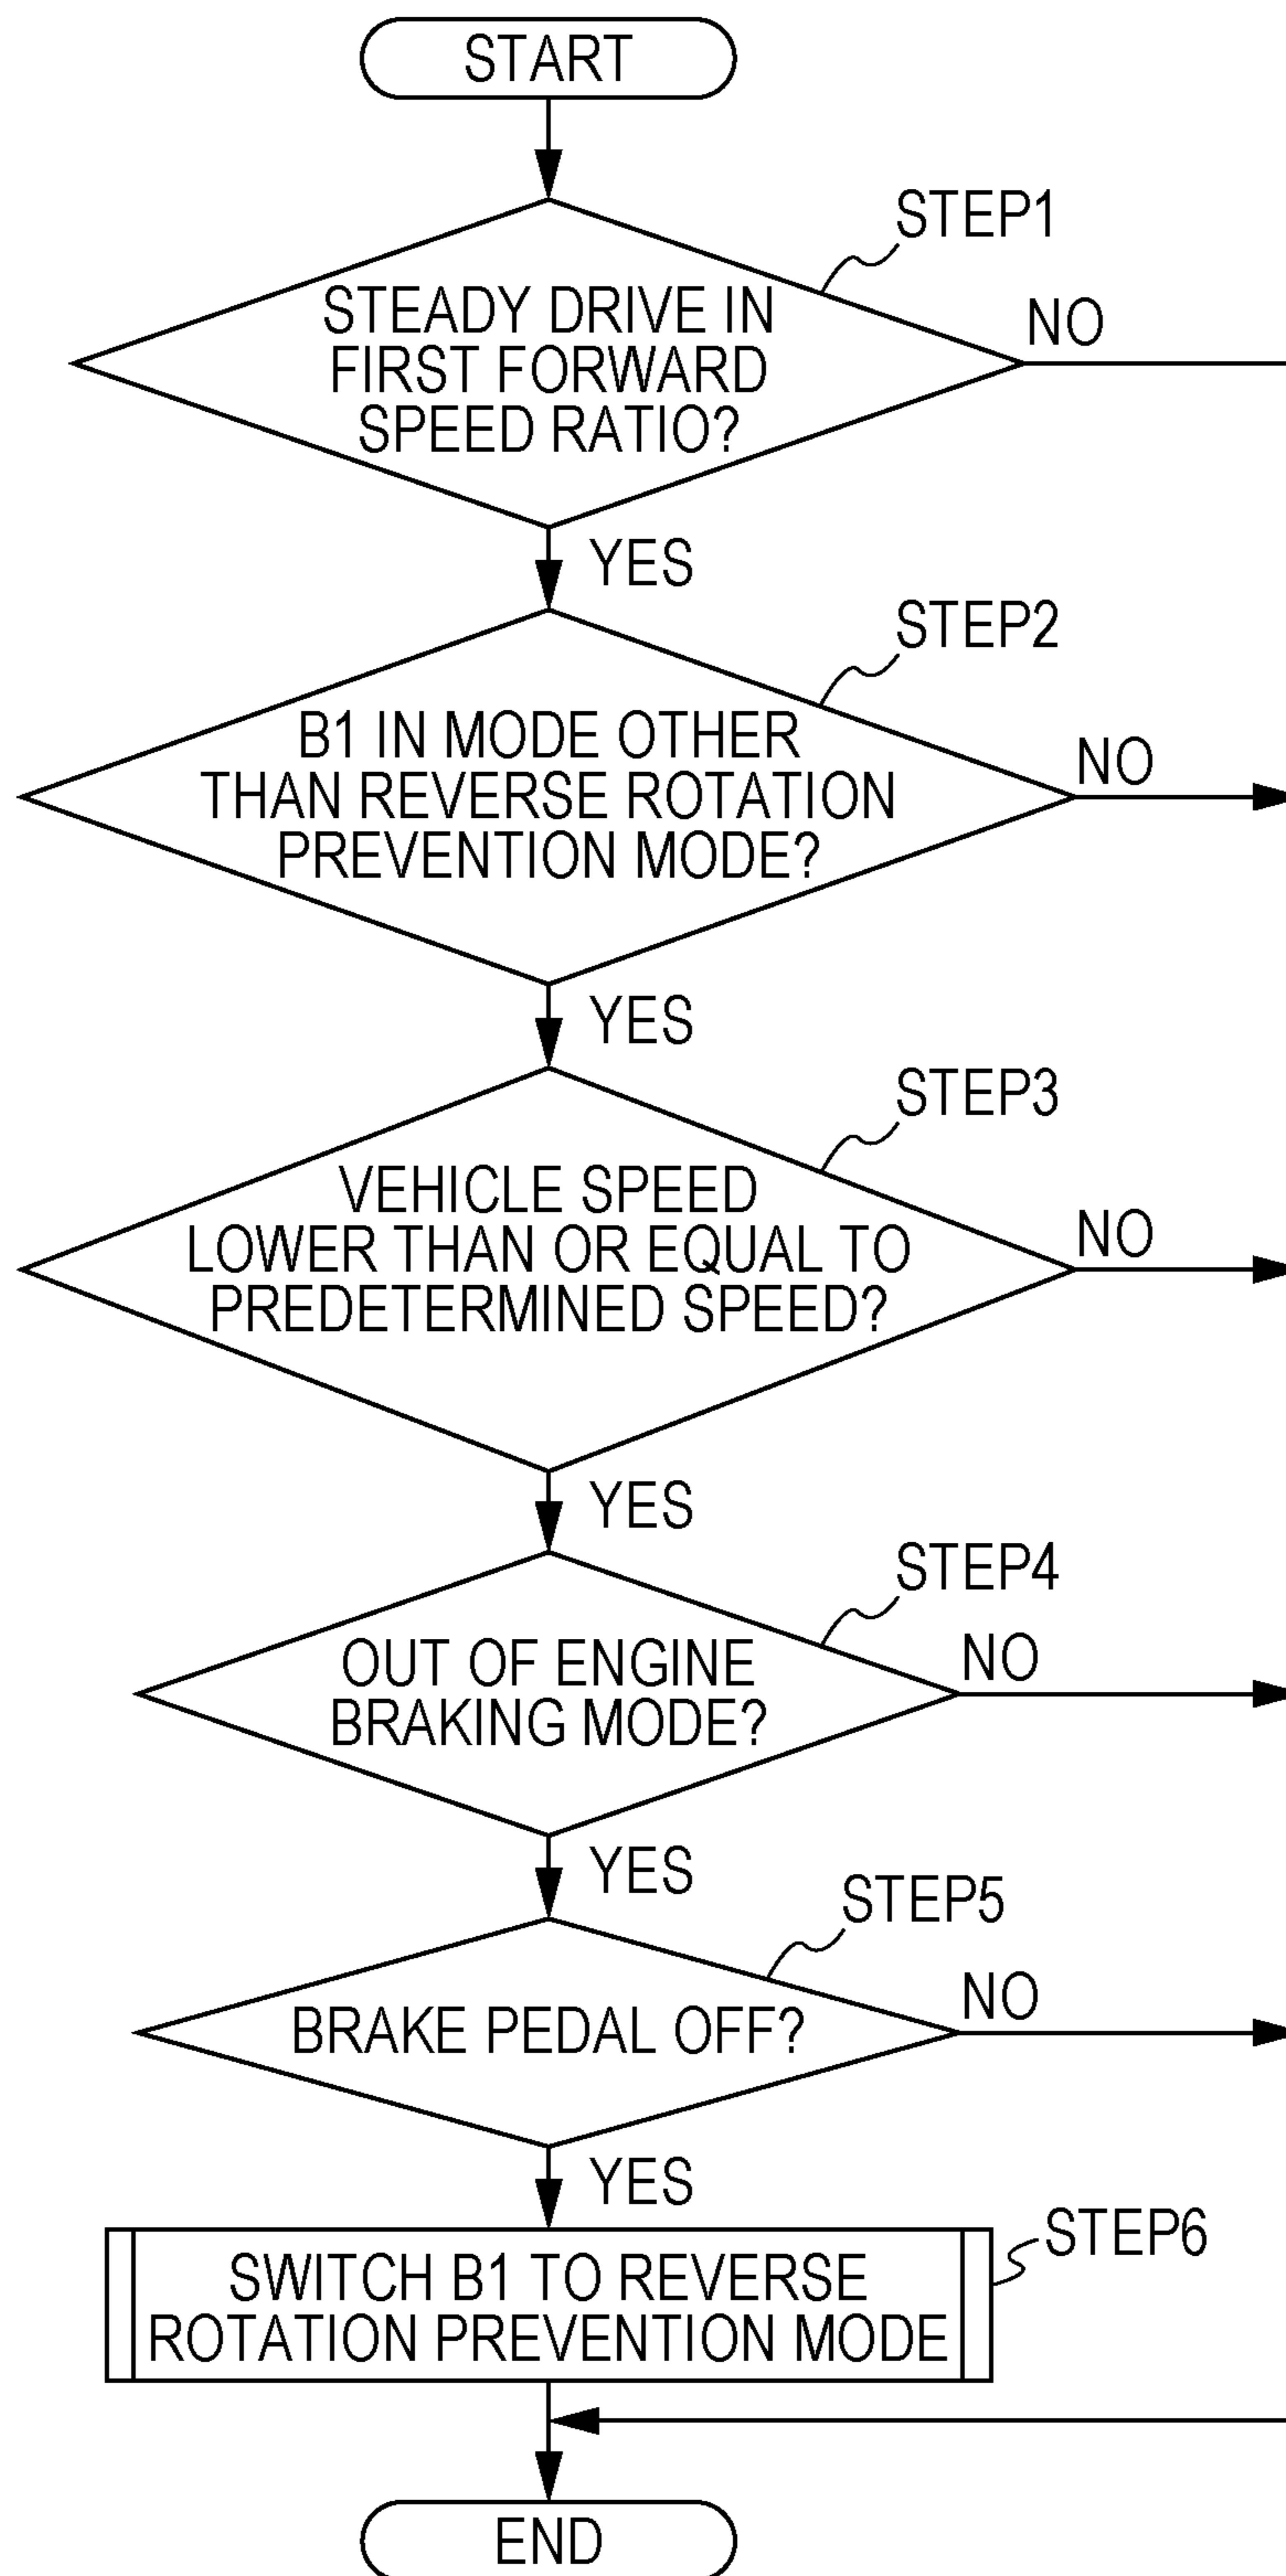 START
STEP1
STEADY DRIVE IN
FIRST FORWARD
SPEED RATIO?
NO
YES
STEP2
B1 IN MODE OTHER
THAN REVERSE ROTATION
PREVENTION MODE?
NO
YES
STEP3
VEHICLE SPEED
LOWER THAN OR EQUAL TO
PREDETERMINED SPEED?
NO
YES
STEP4
OUT OF ENGINE
BRAKING MODE?
NO
YES
STEP5
BRAKE PEDAL OFF?
NO
YES
STEP6
SWITCH B1 TO REVERSE
ROTATION PREVENTION MODE
END